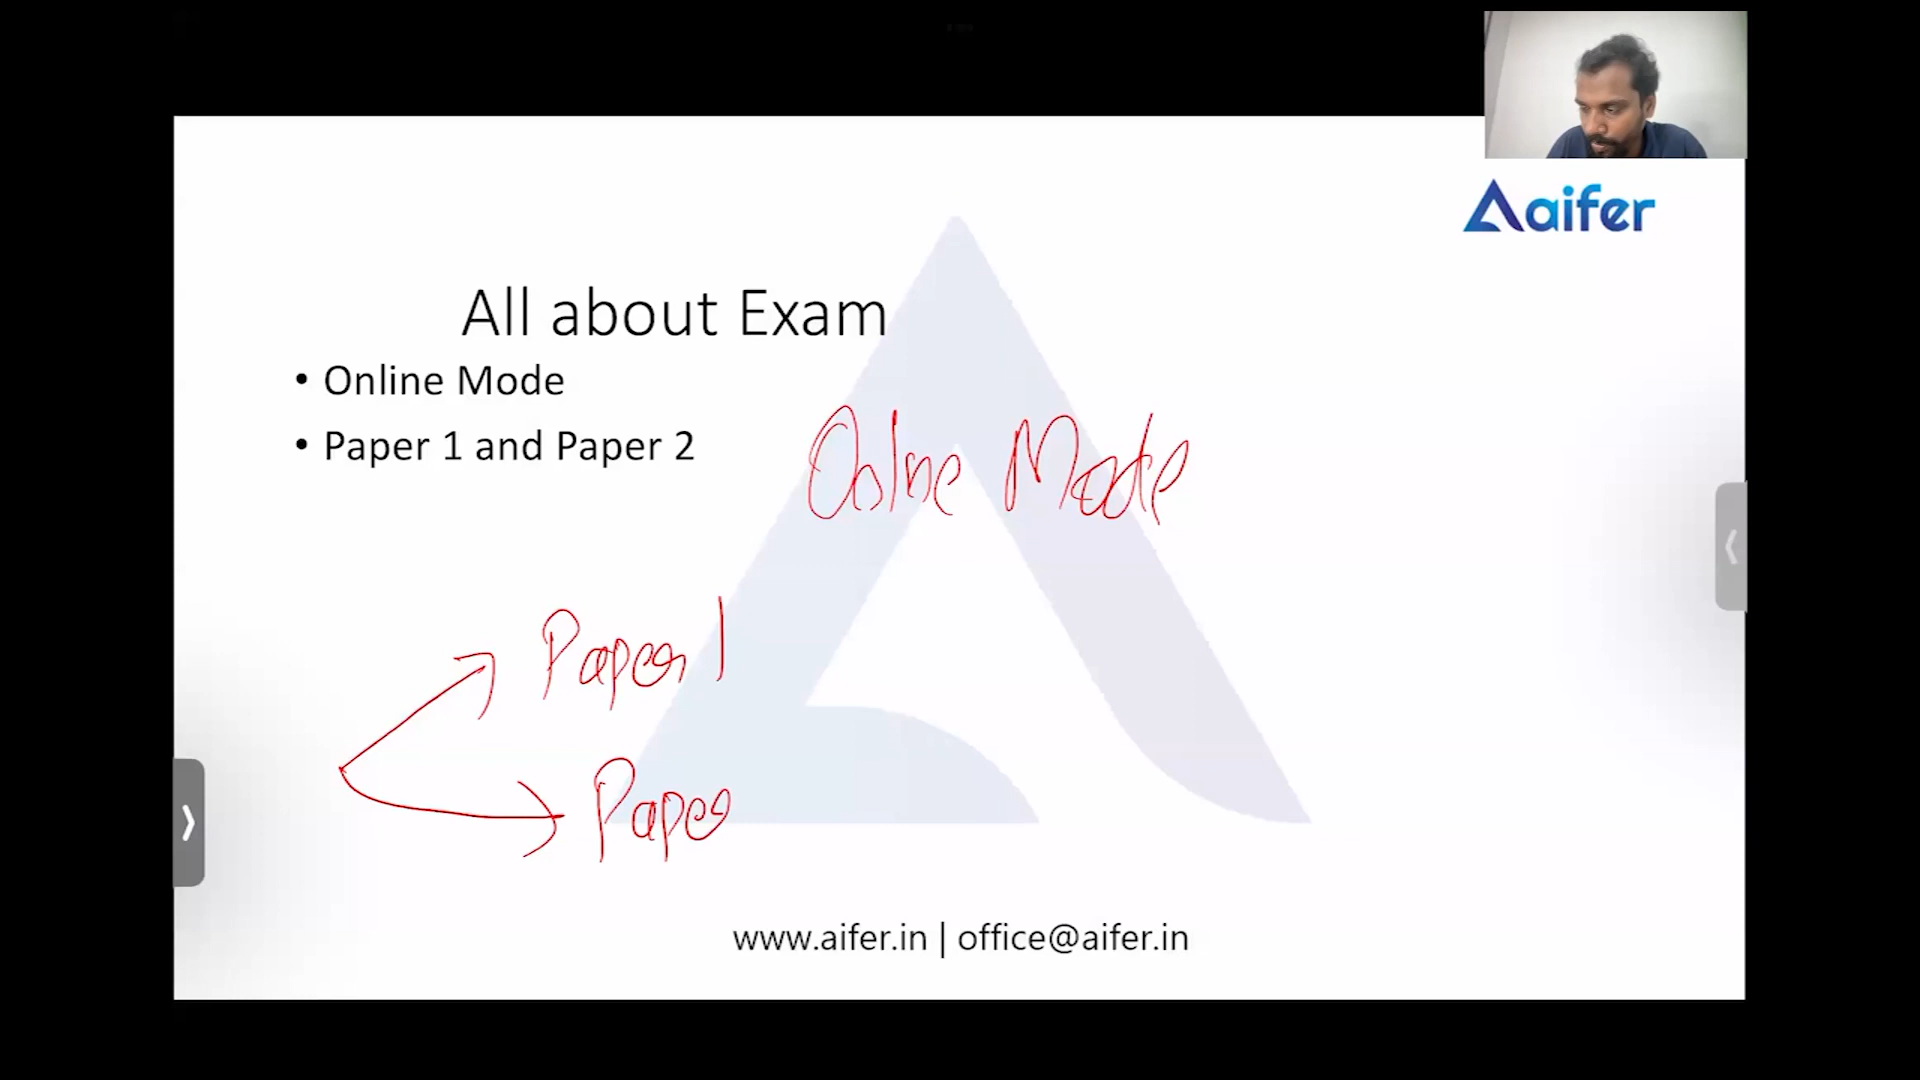 aifer
All about Exam
• Online Mode
• Paper 1 and Paper 2
Online Mode
Paper 1
Paper
www.aifer.in | office@aifer.in